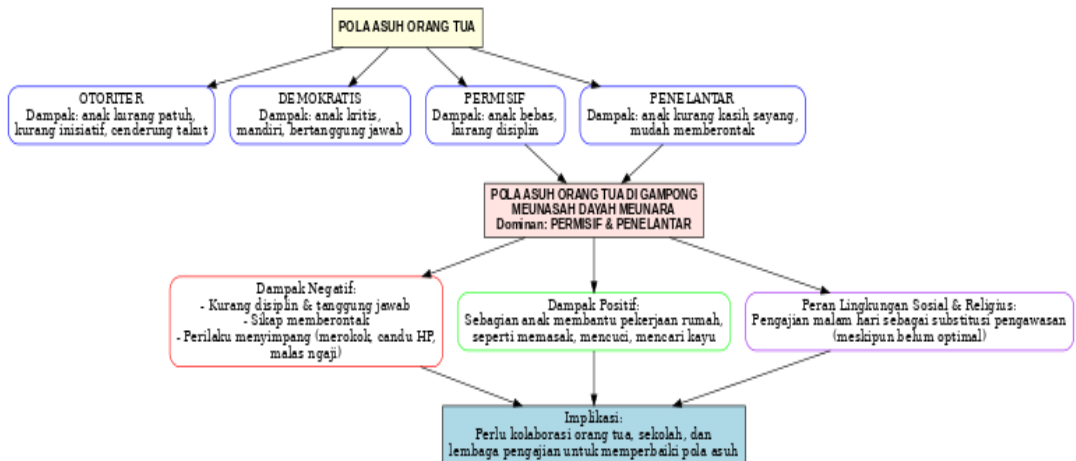 POLA ASUH ORANG TUA
OTORITER
Dampak: anak kurang patuh,
kurang inisiatif, cenderung takut
DEMOKRATIS
Dampak: anak kritis,
mandiri, bertanggung jawab
PERMISIF
Dampak: anak bebas,
kurang disiplin
PENELANTAR
Dampak: anak kurang kasih sayang,
mudah memberontak
POLA ASUH ORANG TUA DI GAMPONG
MEUNASAH DAYAH MEUNARA
Dominan: PERMISIF & PENELANTAR
Dampak Negatif:
- Kurang disiplin & tanggung jawab
- Sikap memberontak
- Perilaku menyimpang (merokok, candu HP,
malas ngaji)
Dampak Positif:
Sebagian anak membantu pekerjaan rumah,
seperti memasak, mencuci, mencari kayu
Peran Lingkungan Sosial & Religius:
Pengajian malam hari sebagai substitusi pengawasan
(meskipun belum optimal)
Implikasi:
Perlu kolaborasi orang tua, sekolah, dan
lembaga pengajian untuk memperbaiki pola asuh